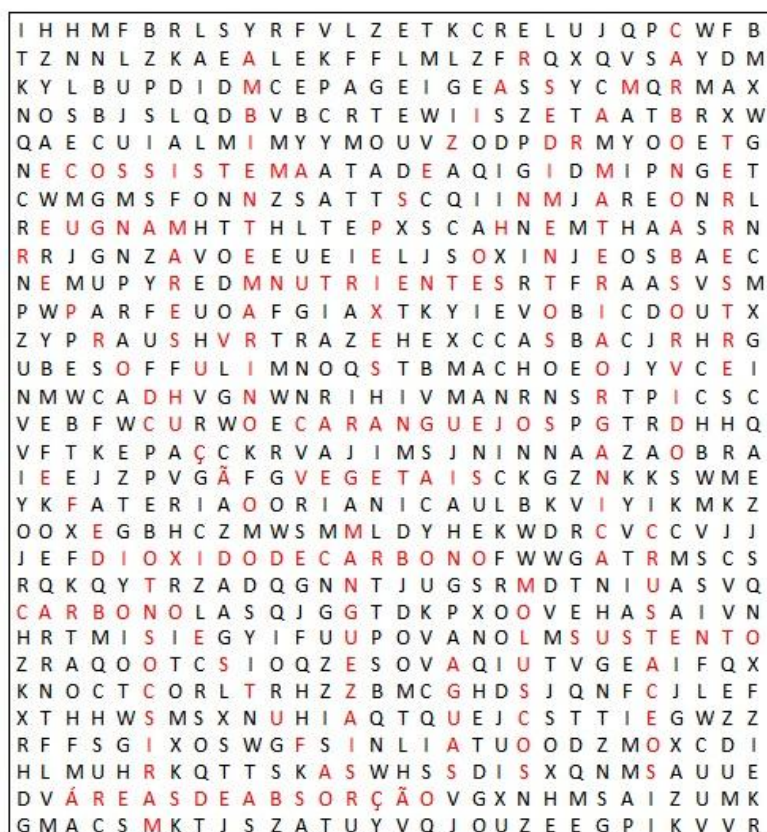 I H H M F B R L S Y R F V L Z E T K C R E L U J Q P C W F B
T Z N N L Z K A E A L E K F F L M L Z F R Q X Q V S A Y D M
K Y L B U P D I D M C E P A G E I G E A S S Y C M Q R M A X
N O S B J S L Q D B V B C R T E W I I S Z E T A A T B R X W
Q A E C U I A L M I M Y Y M O U V Z O D P D R M Y O O E T G
N E C O S S I S T E M A A T A D E A Q I G I D M I P N G E T
C W M G M S F O N N Z S A T T S C Q I I N M J A R E O N R L
R E U G N A M H T T H L T E P X S C A H N E M T H A A S R N
R R J G N Z A V O E E U E I E L J S O X I N J E O S B A E C
N E M U P Y R E D M N U T R I E N T E S R T F R A A S V S M
P W P A R F E U O A F G I A X T K Y I E V O B I C D O U T X
Z Y P R A U S H V R T R A Z E H E X C C A S B A C J R H R G
U B E S O F F U L I M N O Q S T B M A C H O E O J Y V C E I
N M W C A D H V G N W N R I H I V M A N R N S R T P I C S C
V E B F W C U R W O E C A R A N G U E J O S P G T R D H H Q
V F T K E P A Ç C K R V A J I M S J N I N N A A Z A O B R A
I E E J Z P V G Ã F G V E G E T A I S C K G Z N K K S W M E
Y K F A T E R I A O O R I A N I C A U L B K V I Y I K M K Z
O O X E G B H C Z M W S M M L D Y H E K W D R C V C C V J J
J E F D I O X I D O D E C A R B O N O F W W G A T R M S C S
R Q K Q Y T R Z A D Q G N N T J U G S R M D T N I U A S V Q
C A R B O N O L A S Q J G G T D K P X O O V E H A S A I V N
H R T M I S I E G Y I F U U P O V A N O L M S U S T E N T O
Z R A Q O O T C S I O Q Z E S O V A Q I U T V G E A I F Q X
K N O C T C O R L T R H Z Z B M C G H D S J Q N F C J L E F
X T H H W S M S X N U H I A Q T Q U E J C S T T I E G W Z Z
R F F S G I X O S W G F S I N L I A T U O O D Z M O X C D I
H L M U H R K Q T T S K A S W H S S D I S X Q N M S A U U E
D V Á R E A S D E A B S O R Ç Ã O V G X N H M S A I Z U M K
G M A C S M K T J S Z A T U Y V Q J O U Z E E G P I K V V R